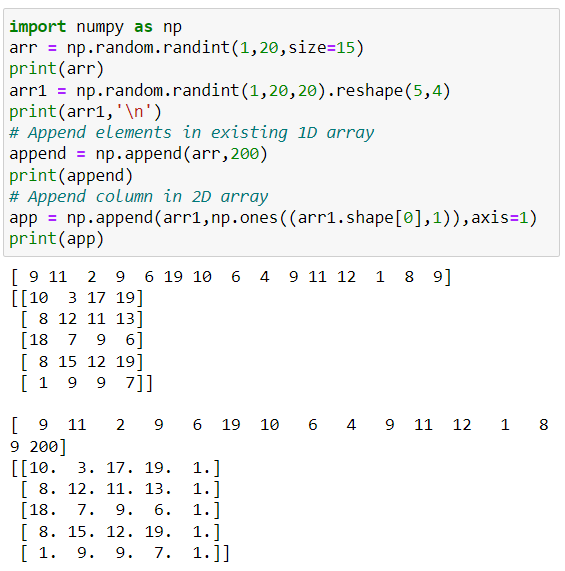 import numpy as np
arr = np.random.randint(1,20,size=15)
print(arr)
arr1 = np.random.randint(1,20,20).reshape(5,4)
print(arr1,'\n')
# Append elements in existing 1D array
append = np.append(arr,200)
print(append)
# Append column in 2D array
app = np.append(arr1,np.ones((arr1.shape[0],1)),axis=1)
print(app)
[ 9 11  2  9  6 19 10  6  4  9 11 12  1  8  9]
[[10  3 17 19]
 [ 8 12 11 13]
 [18  7  9  6]
 [ 8 15 12 19]
 [ 1  9  9  7]]
[  9  11   2   9   6  19  10   6   4   9  11  12   1   8
9 200]
[[10.  3. 17. 19.  1.]
 [ 8. 12. 11. 13.  1.]
 [18.  7.  9.  6.  1.]
 [ 8. 15. 12. 19.  1.]
 [ 1.  9.  9.  7.  1.]]